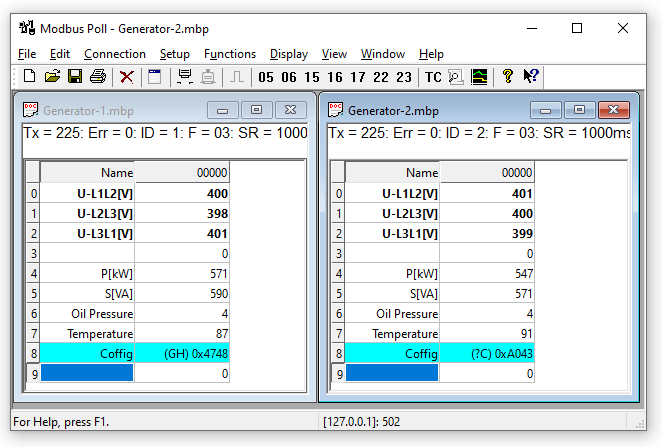 Modbus Poll - Generator-2.mbp
File Edit Connection Setup Functions Display View Window Help
05 06 15 16 17 22 23 TC
Generator-1.mbp
Tx = 225: Err = 0: ID = 1: F = 03: SR = 1000
Name 00000
0 U-L1L2[V] 400
1 U-L2L3[V] 398
2 U-L3L1[V] 401
3 0
4 P[kW] 571
5 S[VA] 590
6 Oil Pressure 4
7 Temperature 87
8 Coffig (GH) 0x4748
9 0
Generator-2.mbp
Tx = 225: Err = 0: ID = 2: F = 03: SR = 1000ms
Name 00000
0 U-L1L2[V] 401
1 U-L2L3[V] 400
2 U-L3L1[V] 399
3 0
4 P[kW] 547
5 S[VA] 571
6 Oil Pressure 4
7 Temperature 91
8 Coffig (?C) 0xA043
9 0
For Help, press F1. [127.0.0.1]: 502